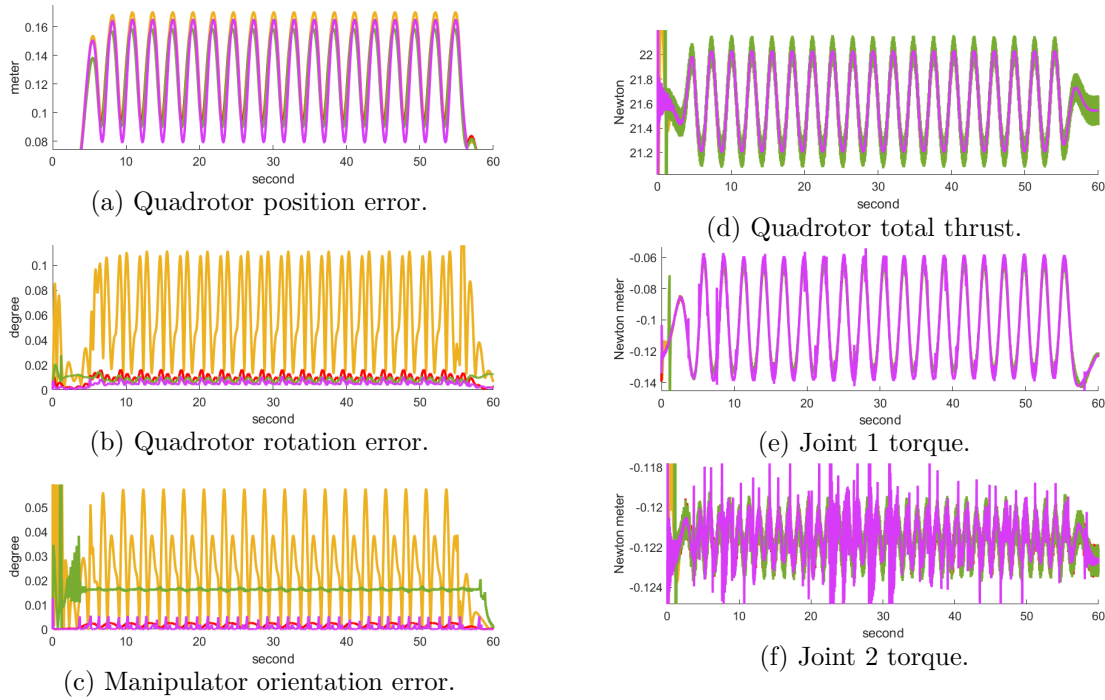 meter
0.16
0.14
0.12
0.1
0.08
0 10 20 30 40 50 60
second
(a) Quadrotor position error.
degree
0.1
0.08
0.06
0.04
0.02
0
0 10 20 30 40 50 60
second
(b) Quadrotor rotation error.
degree
0.05
0.04
0.03
0.02
0.01
0
0 10 20 30 40 50 60
second
(c) Manipulator orientation error.
Newton
22
21.8
21.6
21.4
21.2
0 10 20 30 40 50 60
second
(d) Quadrotor total thrust.
Newton meter
-0.06
-0.08
-0.1
-0.12
-0.14
0 10 20 30 40 50 60
second
(e) Joint 1 torque.
Newton meter
-0.118
-0.12
-0.122
-0.124
0 10 20 30 40 50 60
second
(f) Joint 2 torque.